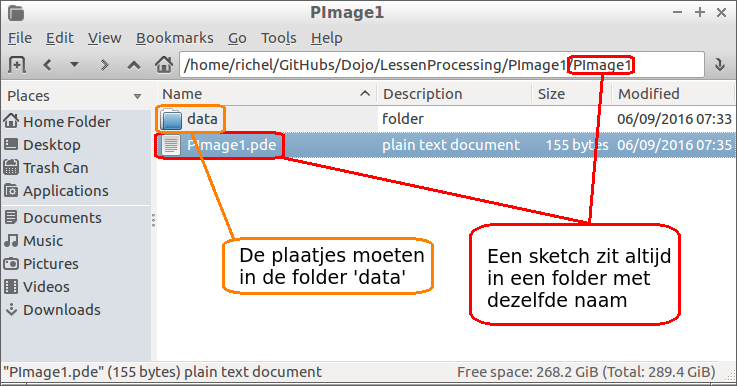 PImage1
File Edit View Bookmarks Go Tools Help
/home/richel/GitHubs/Dojo/LessenProcessing/PImage1/PImage1
Places
Name Description Size Modified
Home Folder
data folder 06/09/2016 07:33
Desktop
PImage1.pde plain text document 155 bytes 06/09/2016 07:35
Trash Can
Applications
Documents
Music
Pictures
Videos
Downloads
De plaatjes moeten
in de folder 'data'
Een sketch zit altijd
in een folder met
dezelfde naam
"PImage1.pde" (155 bytes) plain text document
Free space: 268.2 GiB (Total: 289.4 GiB)